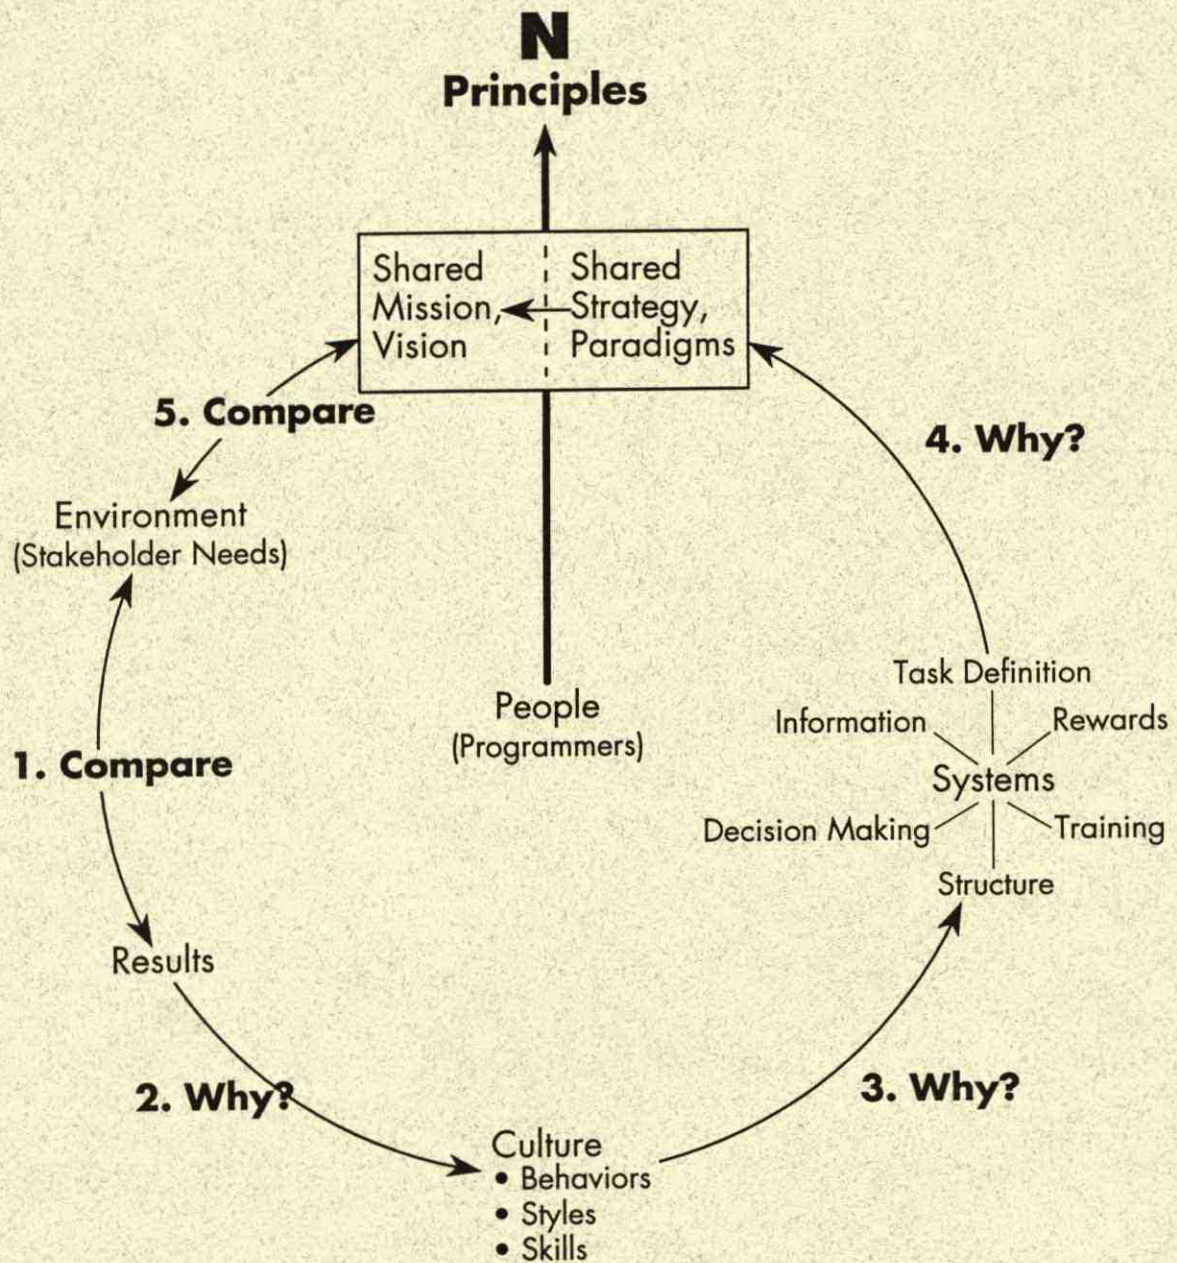 N
Principles
Shared
Mission,
Vision
Shared
Strategy,
Paradigms
5. Compare
4. Why?
Environment
(Stakeholder Needs)
Task Definition
People
(Programmers)
Information
Rewards
1. Compare
Systems
Decision Making
Training
Structure
Results
2. Why?
3. Why?
Culture
• Behaviors
• Styles
• Skills